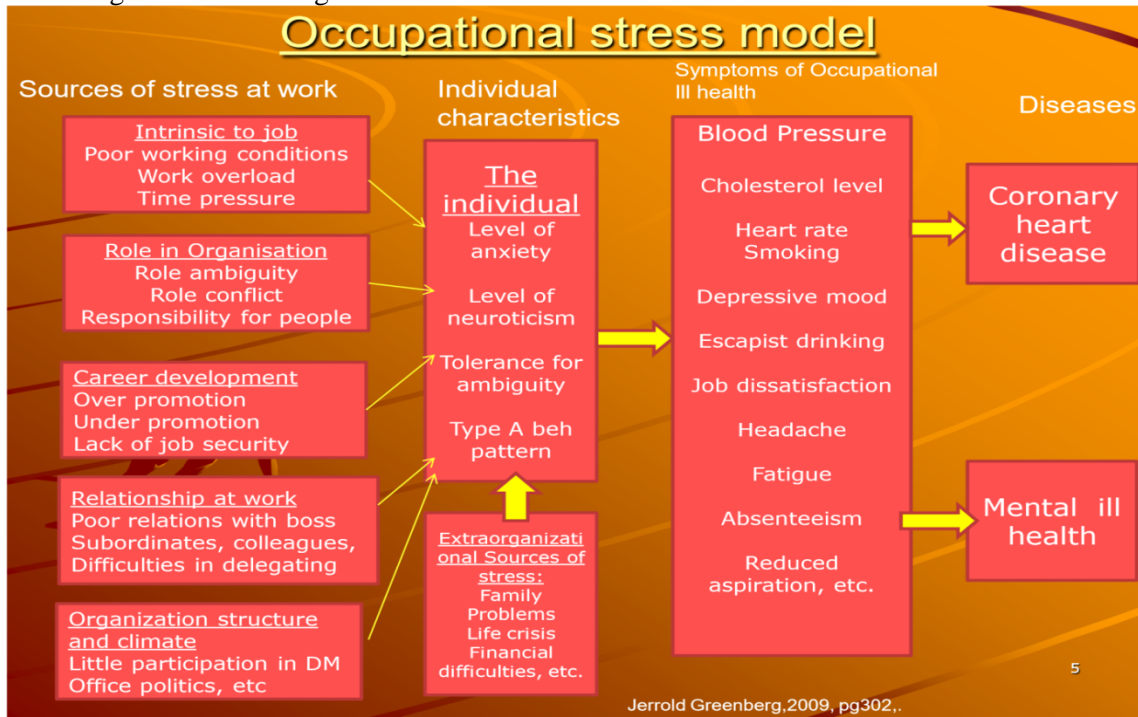 Occupational stress model
Sources of stress at work
Intrinsic to job
Poor working conditions
Work overload
Time pressure
Role in Organisation
Role ambiguity
Role conflict
Responsibility for people
Career development
Over promotion
Under promotion
Lack of job security
Relationship at work
Poor relations with boss
Subordinates, colleagues,
Difficulties in delegating
Organization structure
and climate
Little participation in DM
Office politics, etc
Individual
characteristics
The
individual
Level of
anxiety
Level of
neuroticism
Tolerance for
ambiguity
Type A beh
pattern
Extraorganizati
onal Sources of
stress:
Family
Problems
Life crisis
Financial
difficulties, etc.
Symptoms of Occupational
Ill health
Blood Pressure
Cholesterol level
Heart rate
Smoking
Depressive mood
Escapist drinking
Job dissatisfaction
Headache
Fatigue
Absenteeism
Reduced
aspiration, etc.
Diseases
Coronary
heart
disease
Mental ill
health
5
Jerrold Greenberg,2009, pg302,.